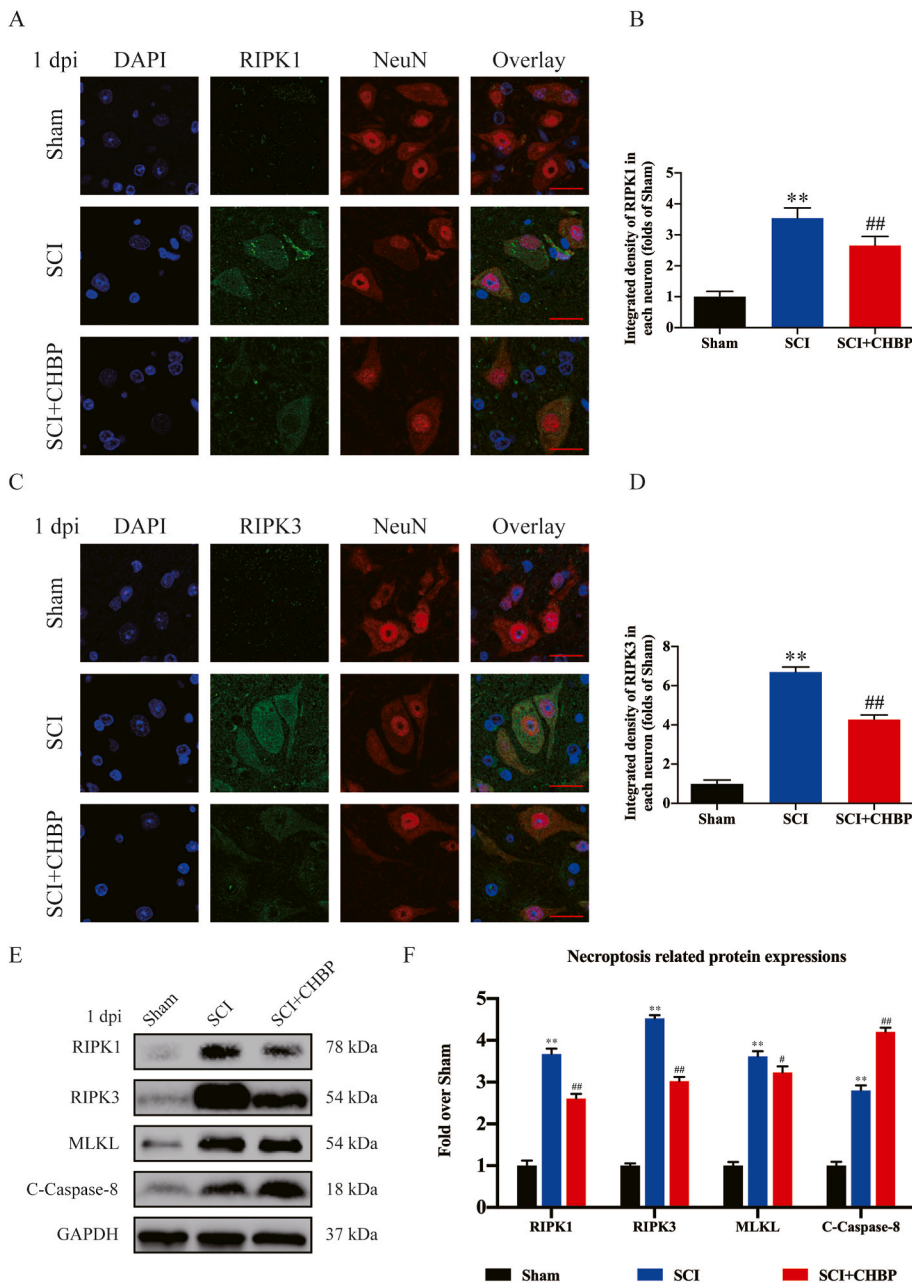 A
1 dpi DAPI RIPK1 NeuN Overlay
Sham
SCI
SCI+CHBP
B
Integrated density of RIPK1 in
each neuron (folds of Sham)
5
4
3
2
1
0
**
##
Sham SCI SCI+CHBP
C
1 dpi DAPI RIPK3 NeuN Overlay
Sham
SCI
SCI+CHBP
D
Integrated density of RIPK3 in
each neuron (folds of Sham)
8
6
4
2
0
**
##
Sham SCI SCI+CHBP
E
1 dpi Sham SCI SCI+CHBP
RIPK1 78 kDa
RIPK3 54 kDa
MLKL 54 kDa
C-Caspase-8 18 kDa
GAPDH 37 kDa
F
Necroptosis related protein expressions
Fold over Sham
5
4
3
2
1
0
** ## ** ## ** # ** ##
RIPK1 RIPK3 MLKL C-Caspase-8
Sham SCI SCI+CHBP